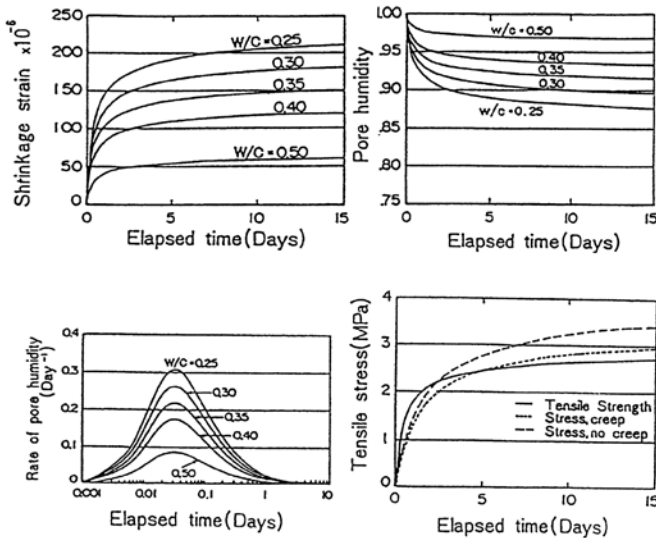 Shrinkage strain ×10⁻⁶
250
200
150
100
50
0
W/C=0.25
0.30
0.35
0.40
W/C=0.50
0 5 10 15
Elapsed time(Days)
Pore humidity
1.00
.95
.90
.85
.80
.75
W/C=0.50
0.40
0.35
0.30
W/C=0.25
0 5 10 15
Elapsed time(Days)
Rate of pore humidity
(Day⁻¹)
0.4
0.3
0.2
0.1
0
W/C=0.25
0.30
0.35
0.40
0.50
0.001 0.01 0.1 1 10
Elapsed time(Days)
Tensile stress(MPa)
4
3
2
1
0
Tensile Strength
Stress, creep
Stress, no creep
0 5 10 15
Elapsed time(Days)